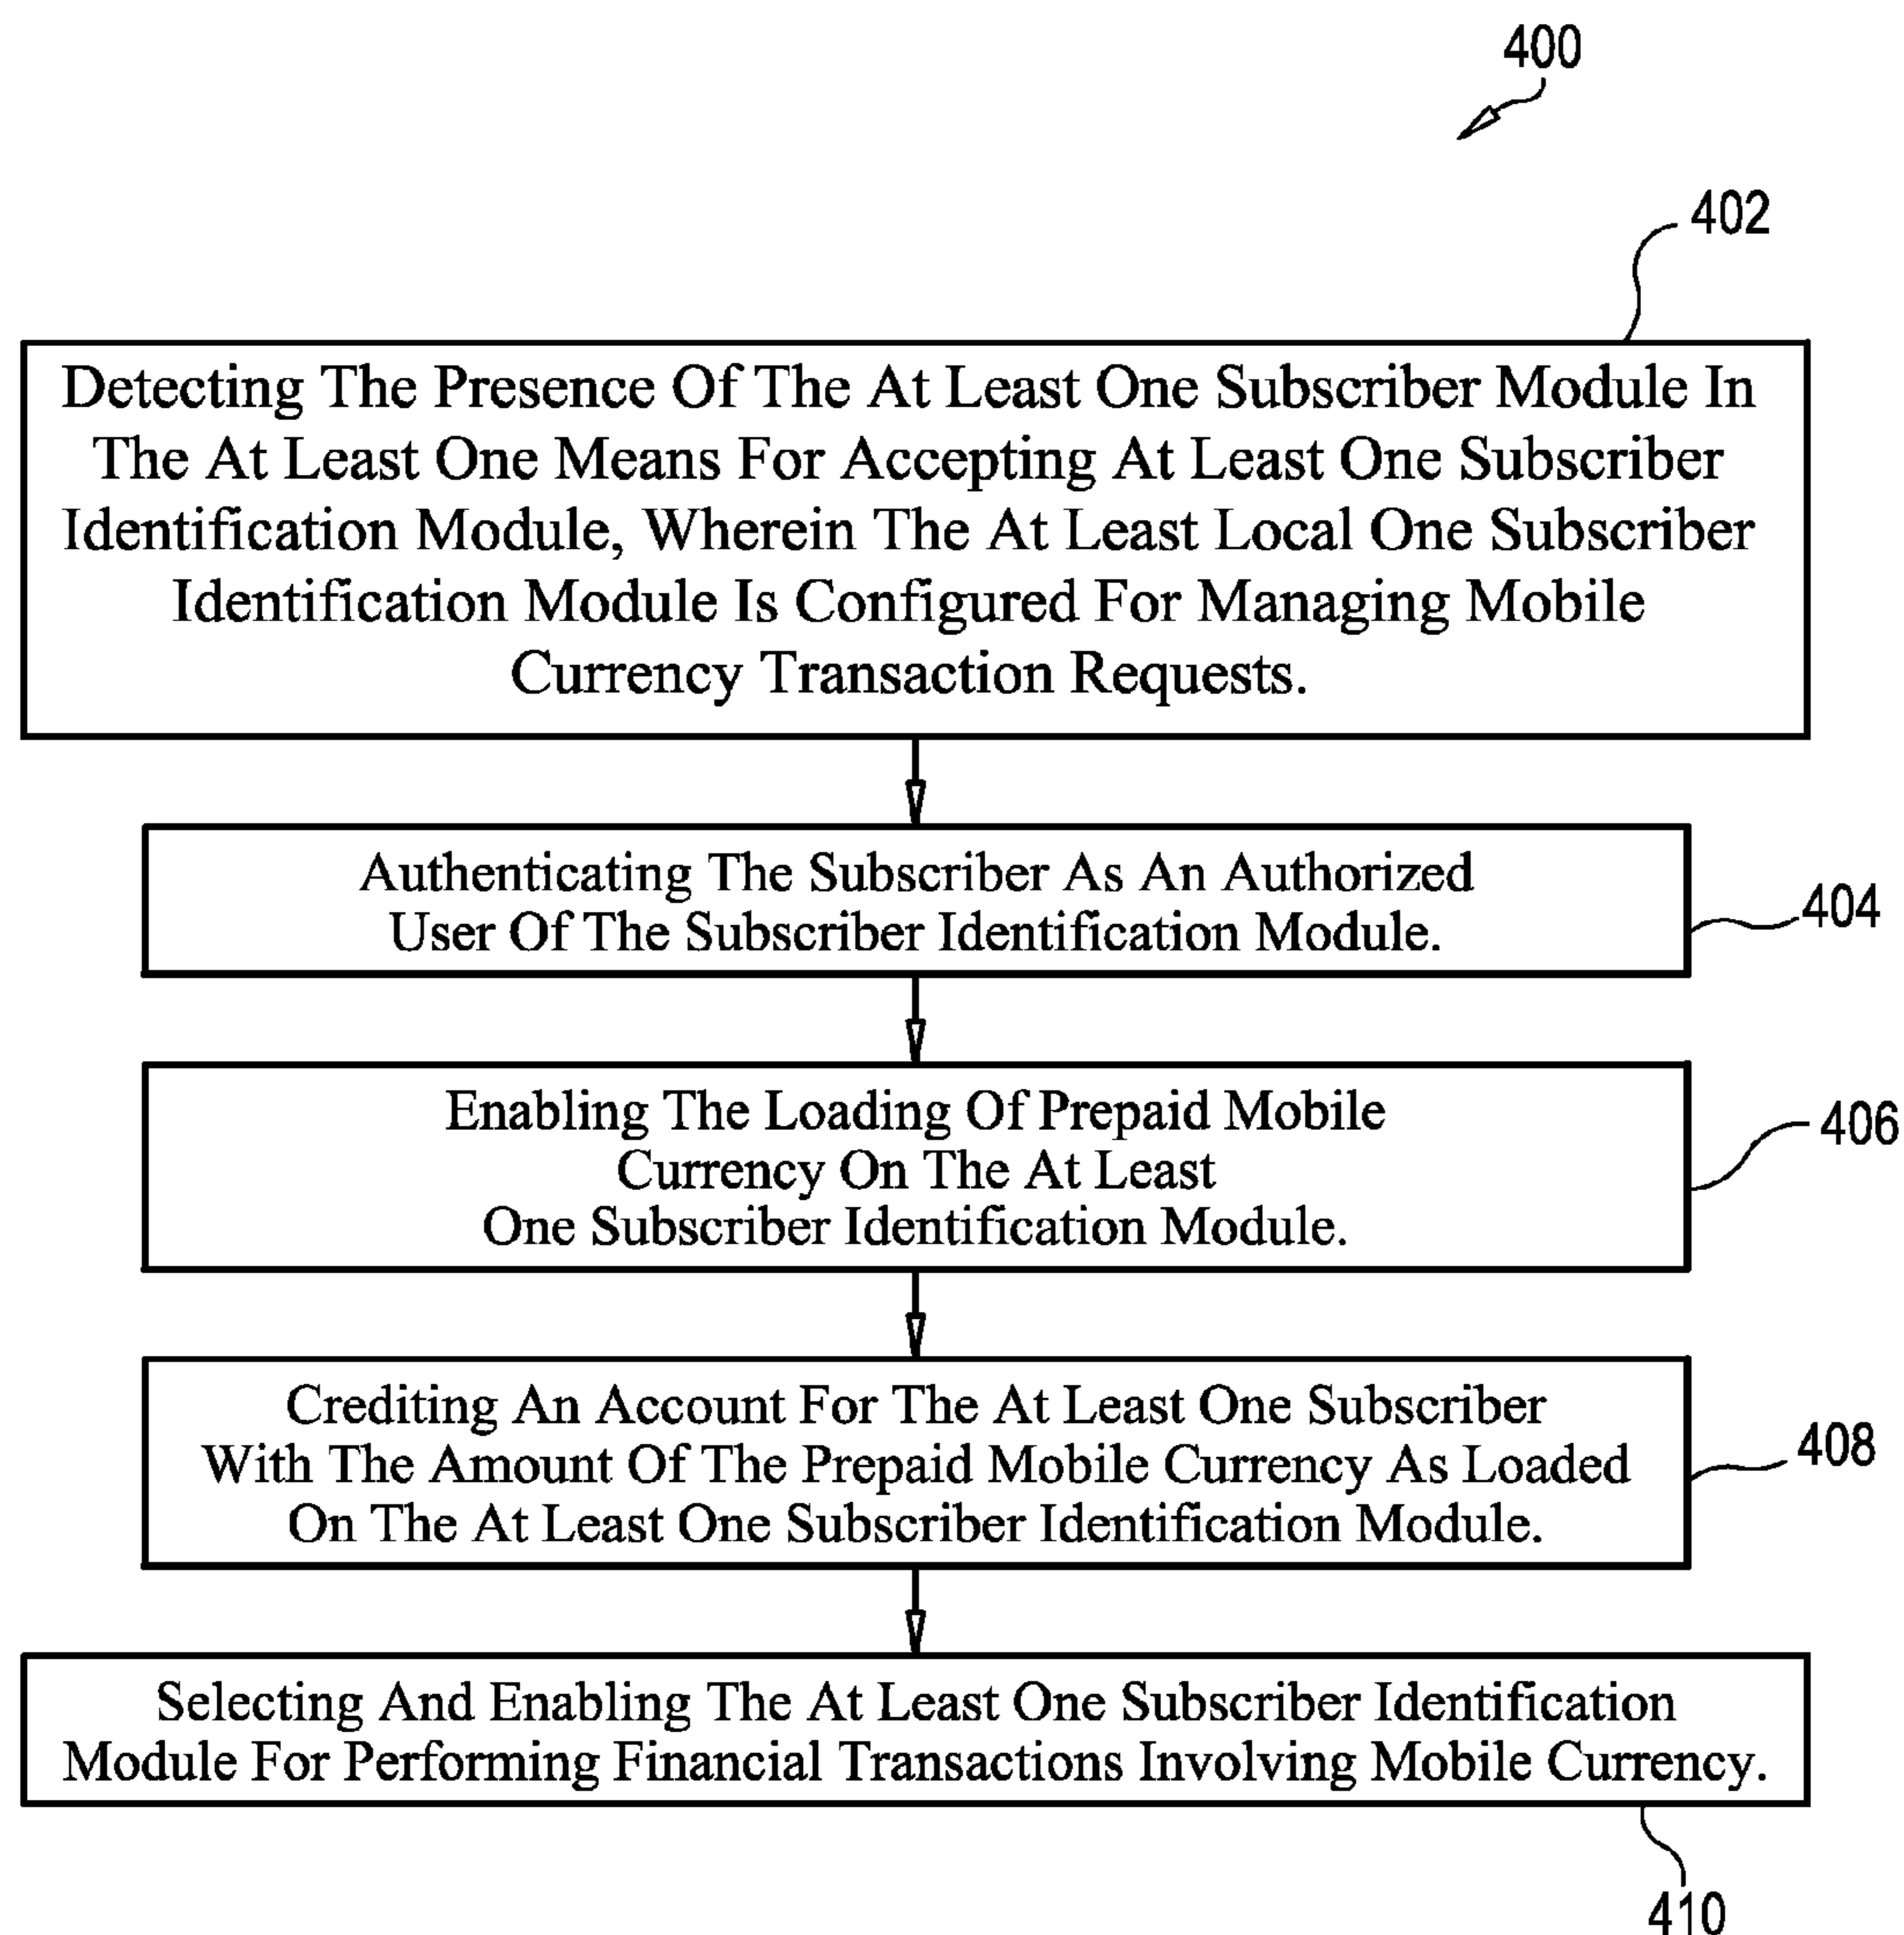 400
402
Detecting The Presence Of The At Least One Subscriber Module In
The At Least One Means For Accepting At Least One Subscriber
Identification Module, Wherein The At Least Local One Subscriber
Identification Module Is Configured For Managing Mobile
Currency Transaction Requests.
Authenticating The Subscriber As An Authorized
User Of The Subscriber Identification Module.
404
Enabling The Loading Of Prepaid Mobile
Currency On The At Least
One Subscriber Identification Module.
406
Crediting An Account For The At Least One Subscriber
With The Amount Of The Prepaid Mobile Currency As Loaded
On The At Least One Subscriber Identification Module.
408
Selecting And Enabling The At Least One Subscriber Identification
Module For Performing Financial Transactions Involving Mobile Currency.
410